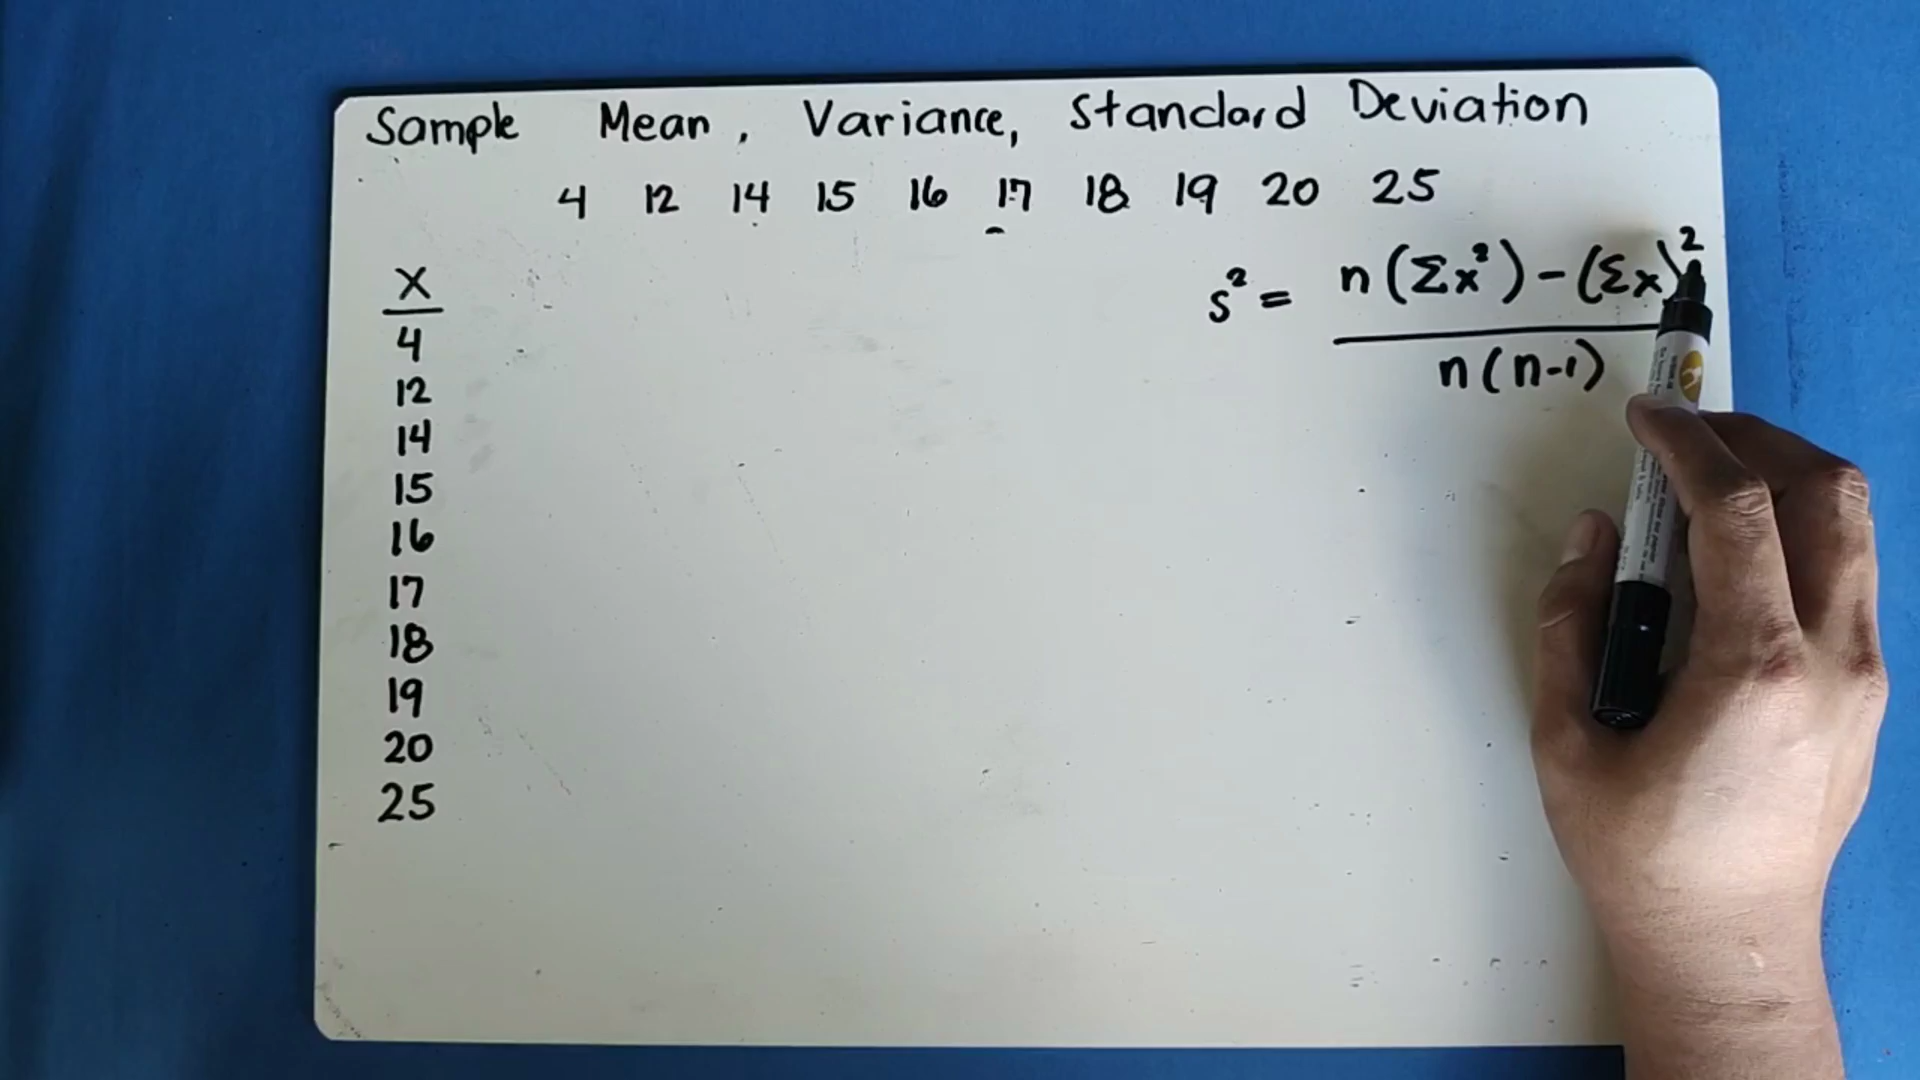 Sample Mean, Variance, Standard Deviation
4 12 14 15 16 17 18 19 20 25
X
4
12
14
15
16
17
18
19
20
25
s² = n(Σx²) - (Σx)²
n(n-1)